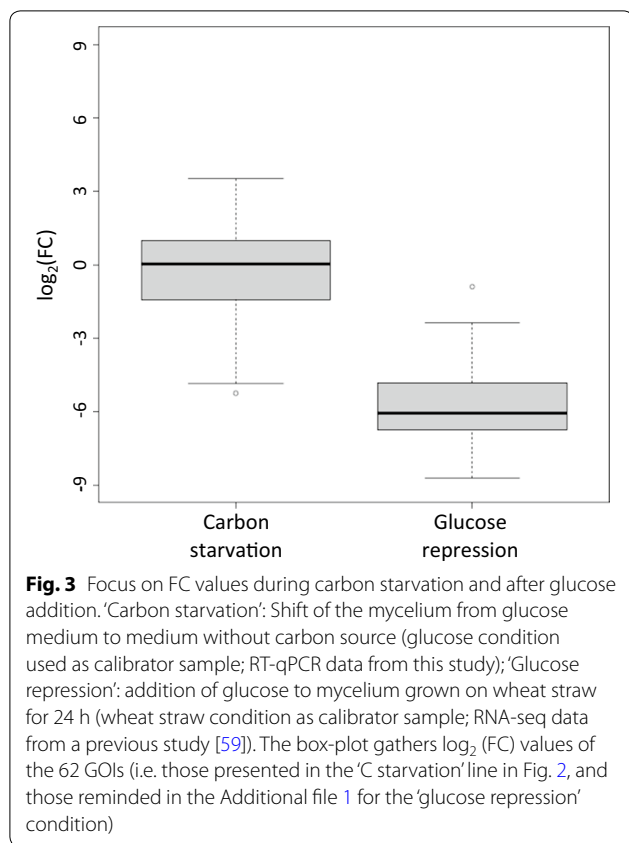 9
6
3
0
-3
-6
-9
log2(FC)
Carbon starvation
Glucose repression
Fig. 3 Focus on FC values during carbon starvation and after glucose
addition. ‘Carbon starvation’: Shift of the mycelium from glucose
medium to medium without carbon source (glucose condition
used as calibrator sample; RT-qPCR data from this study); ‘Glucose
repression’: addition of glucose to mycelium grown on wheat straw
for 24 h (wheat straw condition as calibrator sample; RNA-seq data
from a previous study [59]). The box-plot gathers log2 (FC) values of
the 62 GOIs (i.e. those presented in the ‘C starvation’ line in Fig. 2, and
those reminded in the Additional file 1 for the ‘glucose repression’
condition)